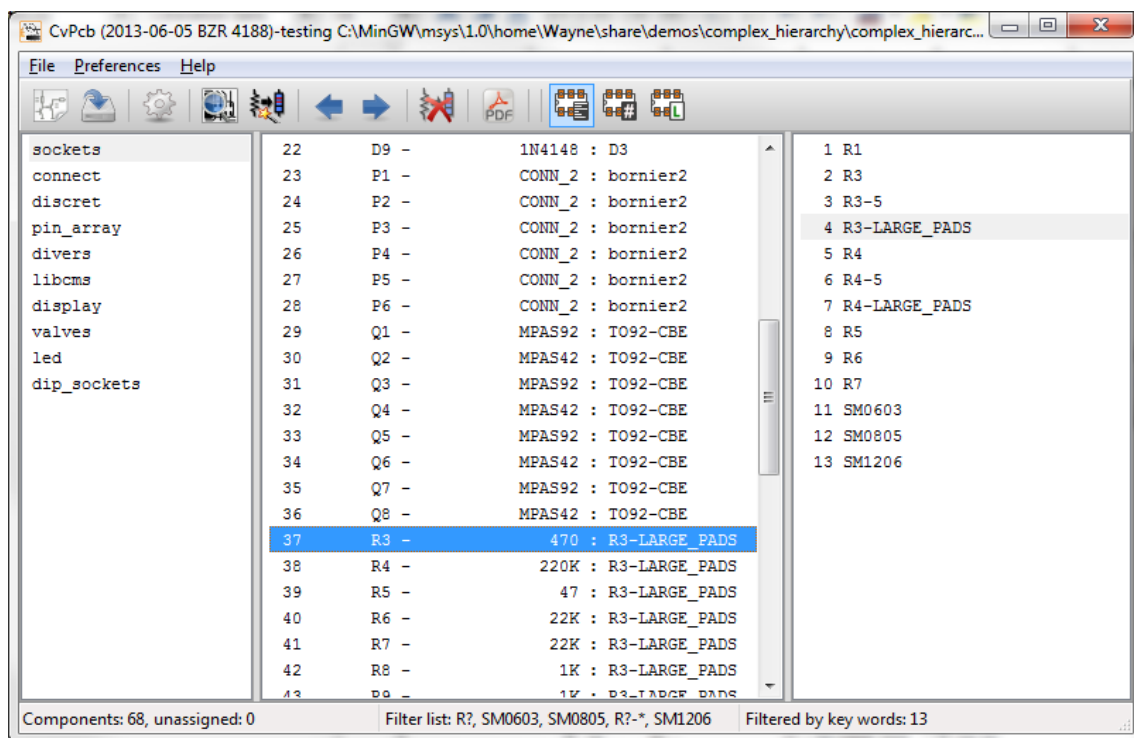 CvPcb (2013-06-05 BZR 4188)-testing C:\MinGW\msys\1.0\home\Wayne\share\demos\complex_hierarchy\complex_hierarc...
File Preferences Help
PDF # L
sockets
connect
discret
pin_array
divers
libcms
display
valves
led
dip_sockets
22 D9 - 1N4148 : D3
23 P1 - CONN_2 : bornier2
24 P2 - CONN_2 : bornier2
25 P3 - CONN_2 : bornier2
26 P4 - CONN_2 : bornier2
27 P5 - CONN_2 : bornier2
28 P6 - CONN_2 : bornier2
29 Q1 - MPAS92 : TO92-CBE
30 Q2 - MPAS42 : TO92-CBE
31 Q3 - MPAS92 : TO92-CBE
32 Q4 - MPAS42 : TO92-CBE
33 Q5 - MPAS92 : TO92-CBE
34 Q6 - MPAS42 : TO92-CBE
35 Q7 - MPAS92 : TO92-CBE
36 Q8 - MPAS42 : TO92-CBE
37 R3 - 470 : R3-LARGE_PADS
38 R4 - 220K : R3-LARGE_PADS
39 R5 - 47 : R3-LARGE_PADS
40 R6 - 22K : R3-LARGE_PADS
41 R7 - 22K : R3-LARGE_PADS
42 R8 - 1K : R3-LARGE_PADS
43 R9 - 1K : R3-LARGE_PADS
1 R1
2 R3
3 R3-5
4 R3-LARGE_PADS
5 R4
6 R4-5
7 R4-LARGE_PADS
8 R5
9 R6
10 R7
11 SM0603
12 SM0805
13 SM1206
Components: 68, unassigned: 0
Filter list: R?, SM0603, SM0805, R?-*, SM1206
Filtered by key words: 13